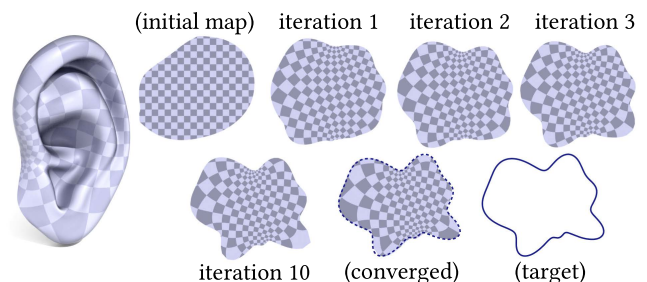 (initial map) iteration 1 iteration 2 iteration 3
iteration 10 (converged) (target)